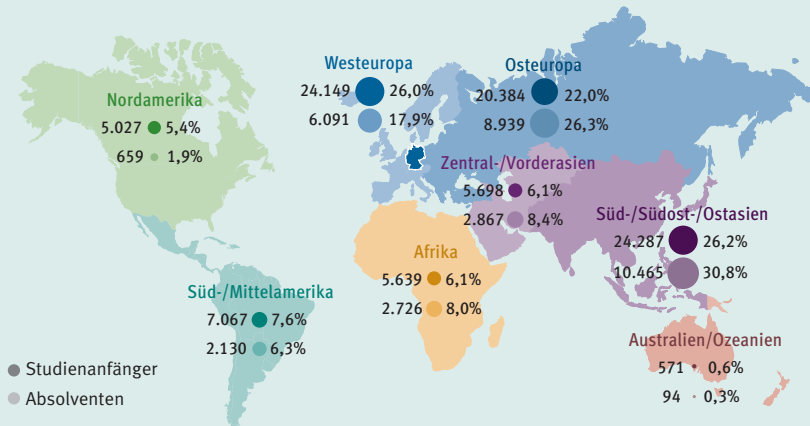 Nordamerika
5.027 5,4%
659 1,9%
Westeuropa
24.149 26,0%
6.091 17,9%
Osteuropa
20.384 22,0%
8.939 26,3%
Zentral-/Vorderasien
5.698 6,1%
2.867 8,4%
Süd-/Südost-/Ostasien
24.287 26,2%
10.465 30,8%
Afrika
5.639 6,1%
2.726 8,0%
Süd-/Mittelamerika
7.067 7,6%
2.130 6,3%
Australien/Ozeanien
571 0,6%
94 0,3%
Studienanfänger
Absolventen